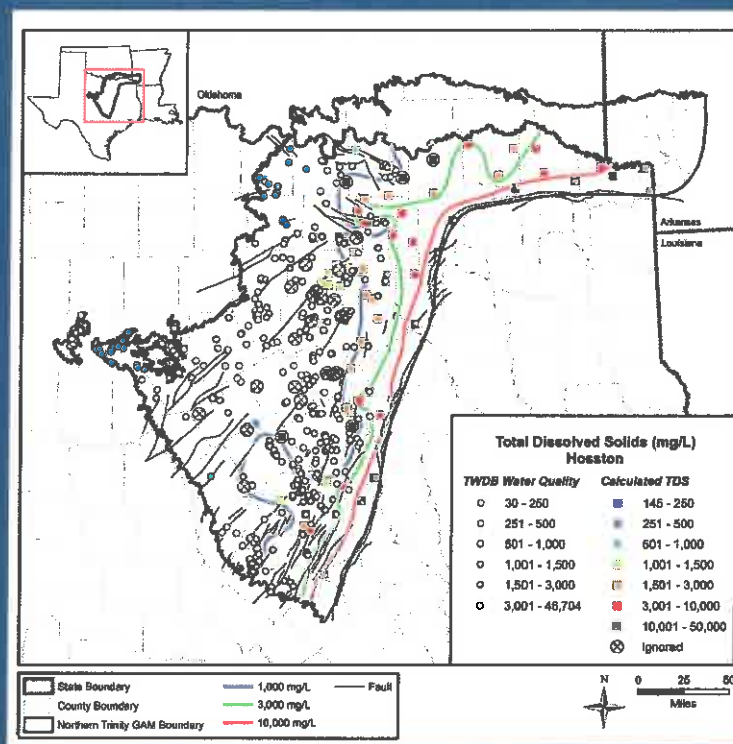 Oklahoma
Arkansas
Louisiana
Total Dissolved Solids (mg/L)
Hosston
TWDB Water Quality
30 - 250
251 - 500
501 - 1,000
1,001 - 1,500
1,501 - 3,000
3,001 - 46,704
Calculated TDS
145 - 250
251 - 500
501 - 1,000
1,001 - 1,500
1,501 - 3,000
3,001 - 10,000
10,001 - 50,000
Ignored
State Boundary
County Boundary
Northern Trinity GAM Boundary
1,000 mg/L
3,000 mg/L
10,000 mg/L
Fault
N
0 25 50
Miles